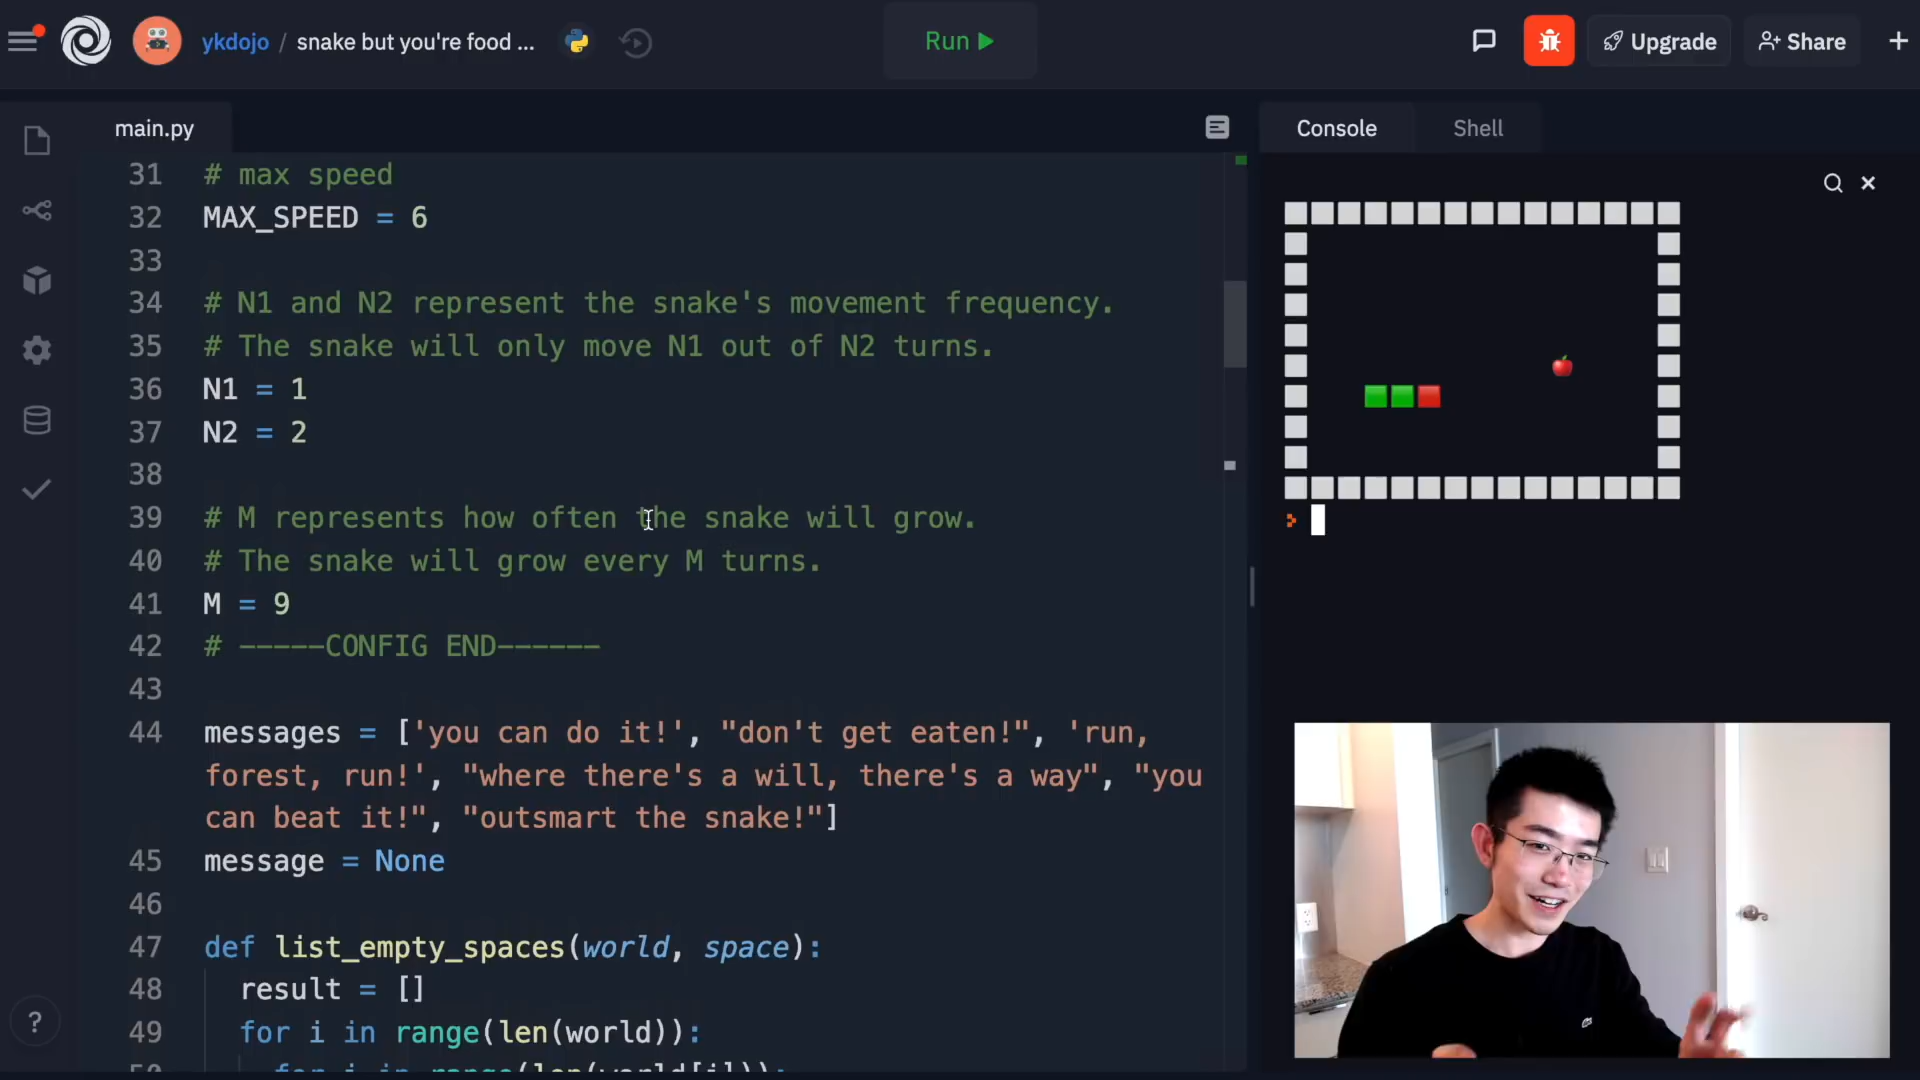 ykdojo / snake but you're food ...
Run
Upgrade
Share
main.py
Console
Shell
31 # max speed
32 MAX_SPEED = 6
33
34 # N1 and N2 represent the snake's movement frequency.
35 # The snake will only move N1 out of N2 turns.
36 N1 = 1
37 N2 = 2
38
39 # M represents how often the snake will grow.
40 # The snake will grow every M turns.
41 M = 9
42 # -----CONFIG END------
43
44 messages = ['you can do it!', "don't get eaten!", 'run,
forest, run!', "where there's a will, there's a way", "you
can beat it!", "outsmart the snake!"]
45 message = None
46
47 def list_empty_spaces(world, space):
48 result = []
49 for i in range(len(world)):
?